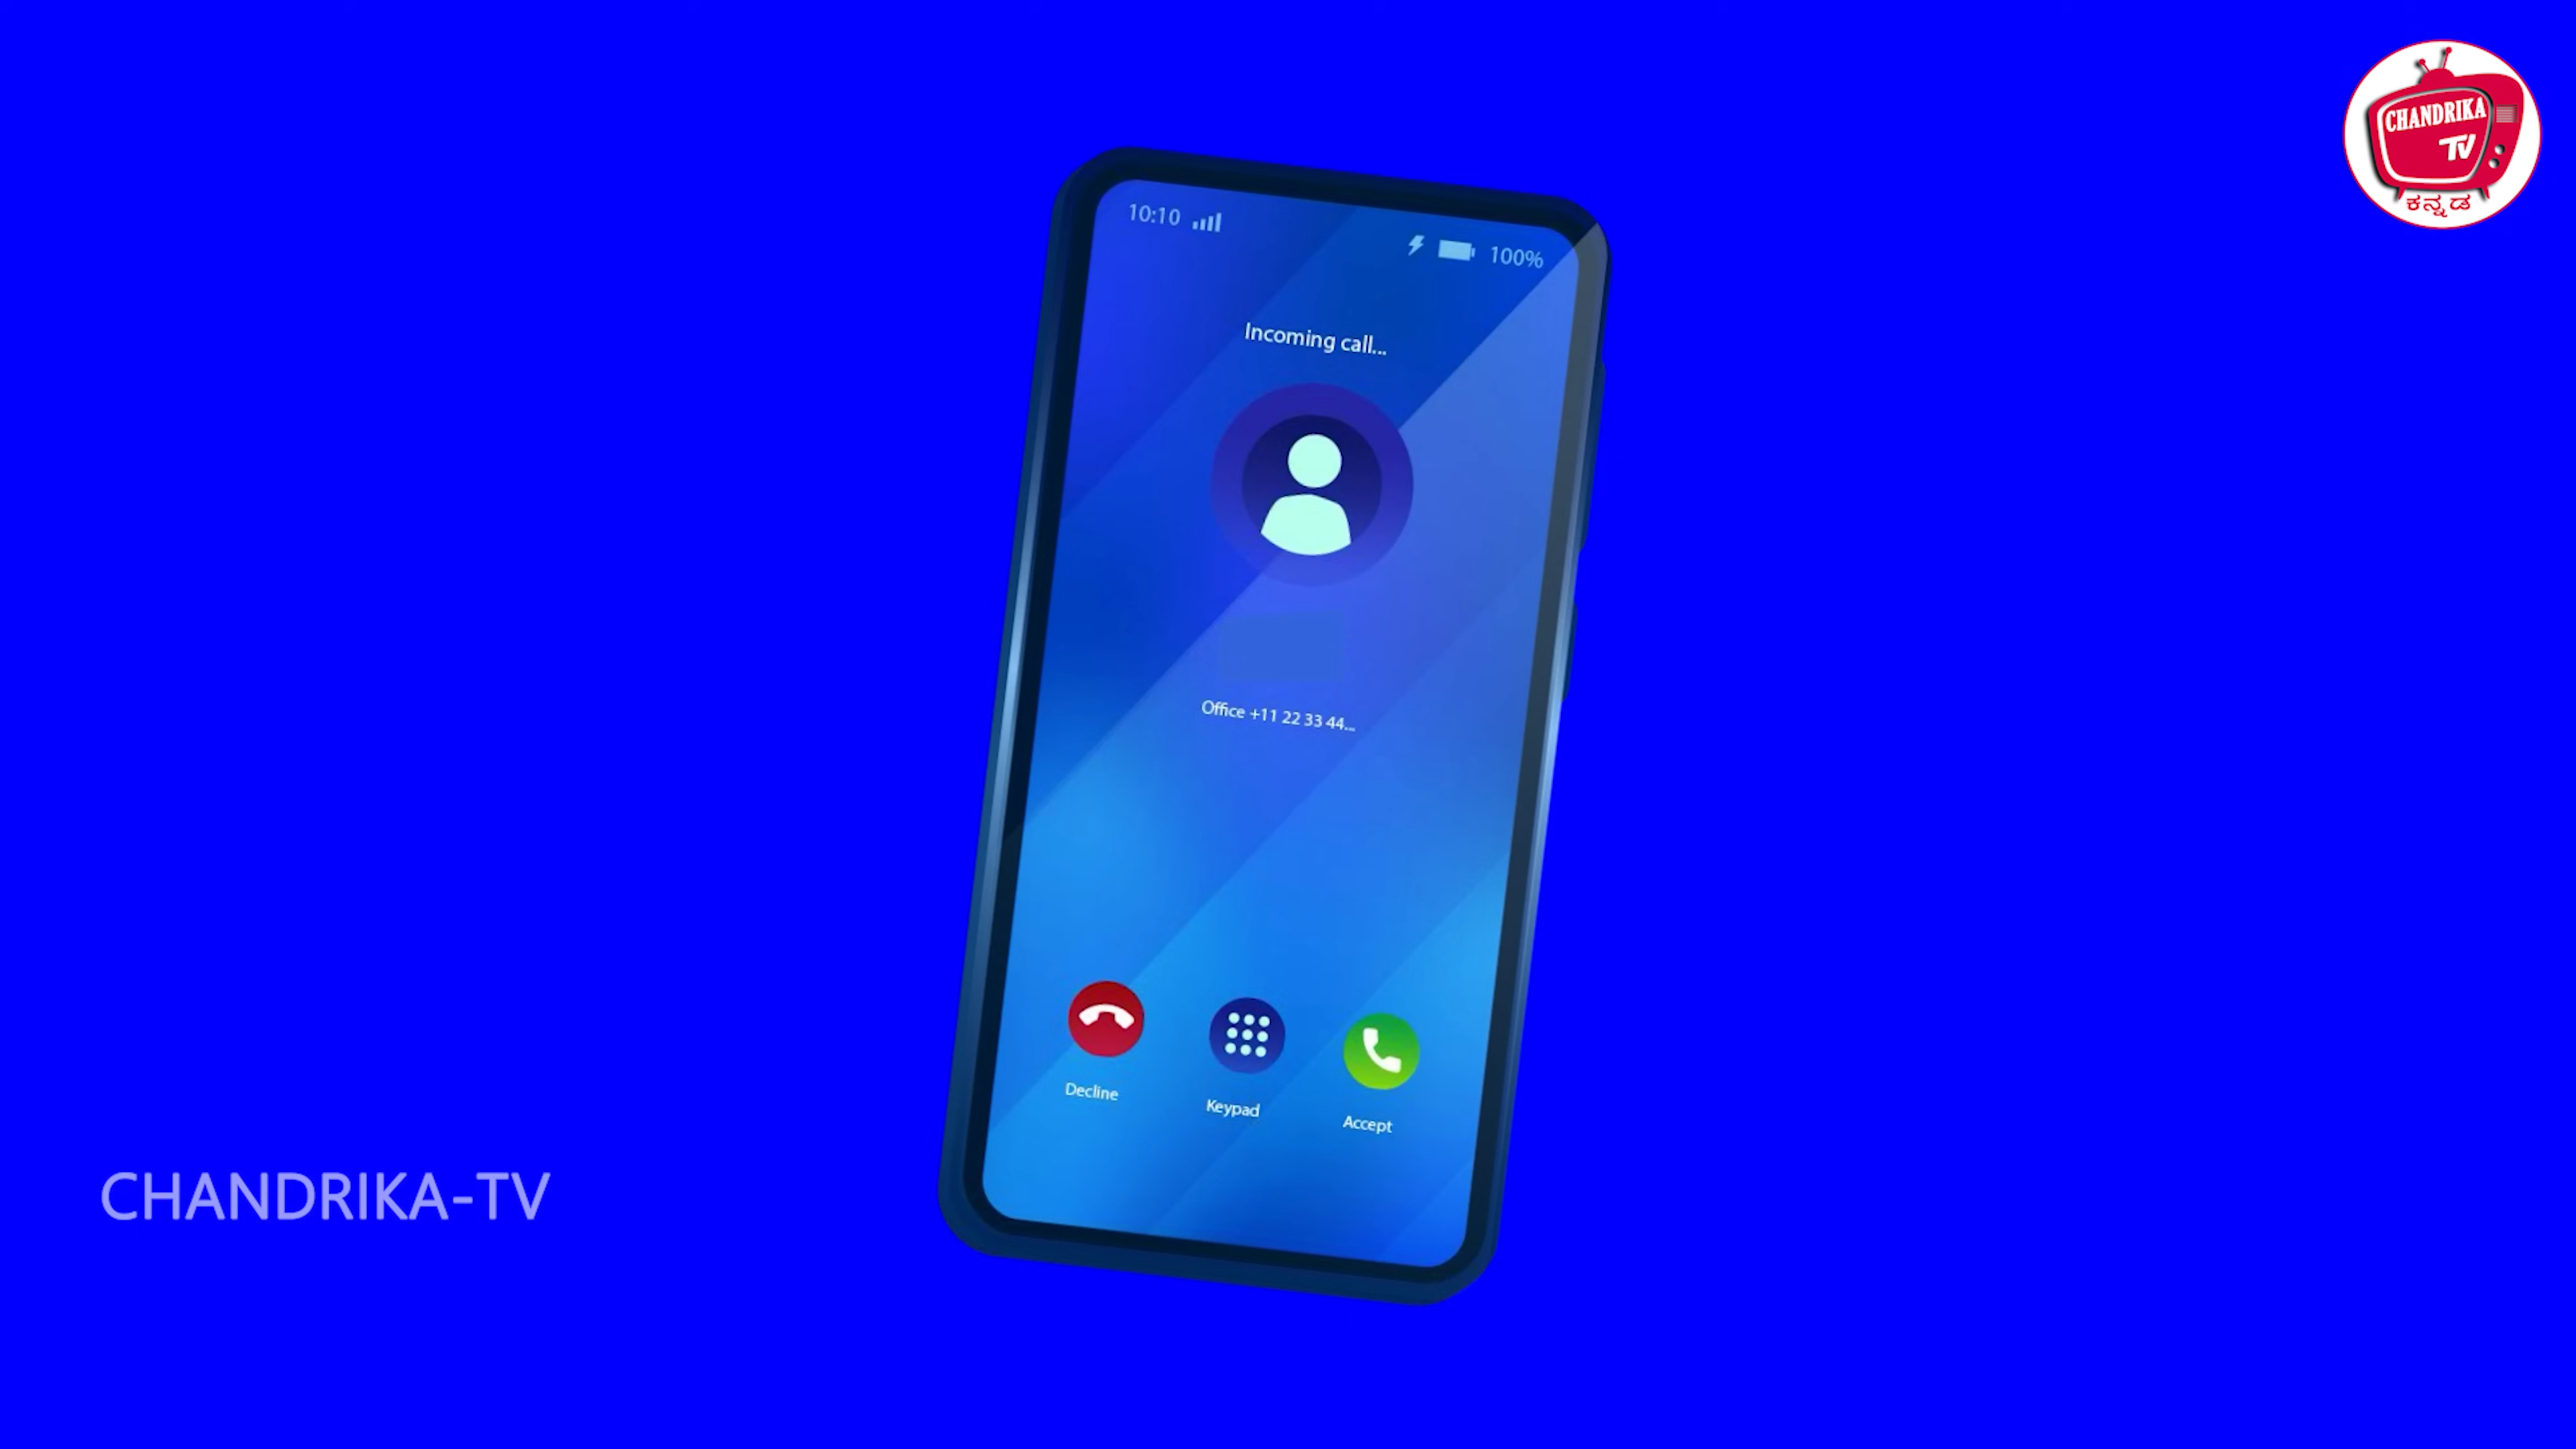 CHANDRIKA
TV
ಕನ್ನಡ
10:10
100%
Incoming call...
Office +11 22 33 44...
Decline
Keypad
Accept
CHANDRIKA-TV